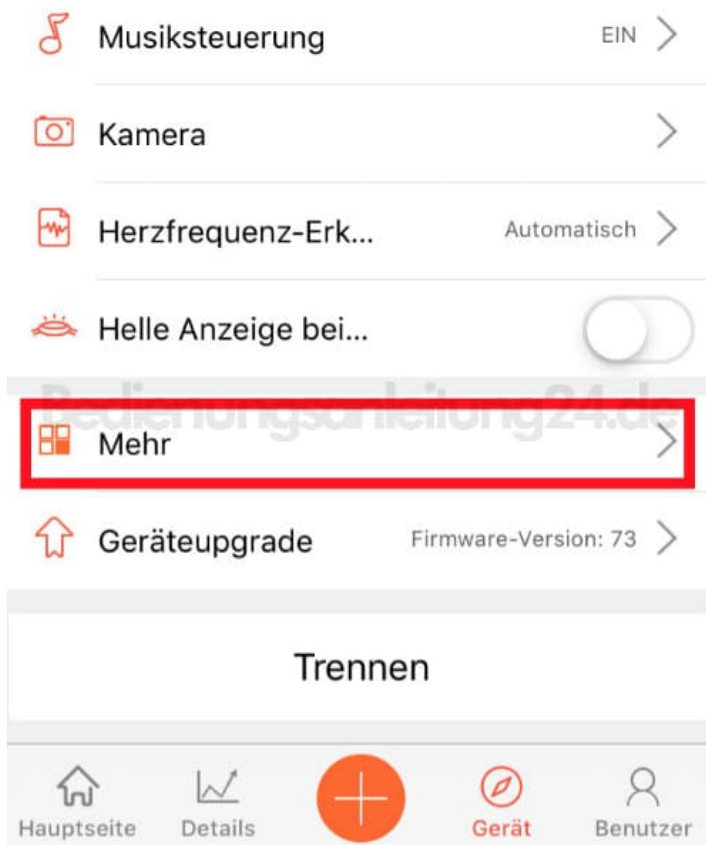 Musiksteuerung EIN
Kamera
Herzfrequenz-Erk... Automatisch
Helle Anzeige bei...
Bedienungsanleitung24.de
Mehr
Geräteupgrade Firmware-Version: 73
Trennen
Hauptseite Details Gerät Benutzer